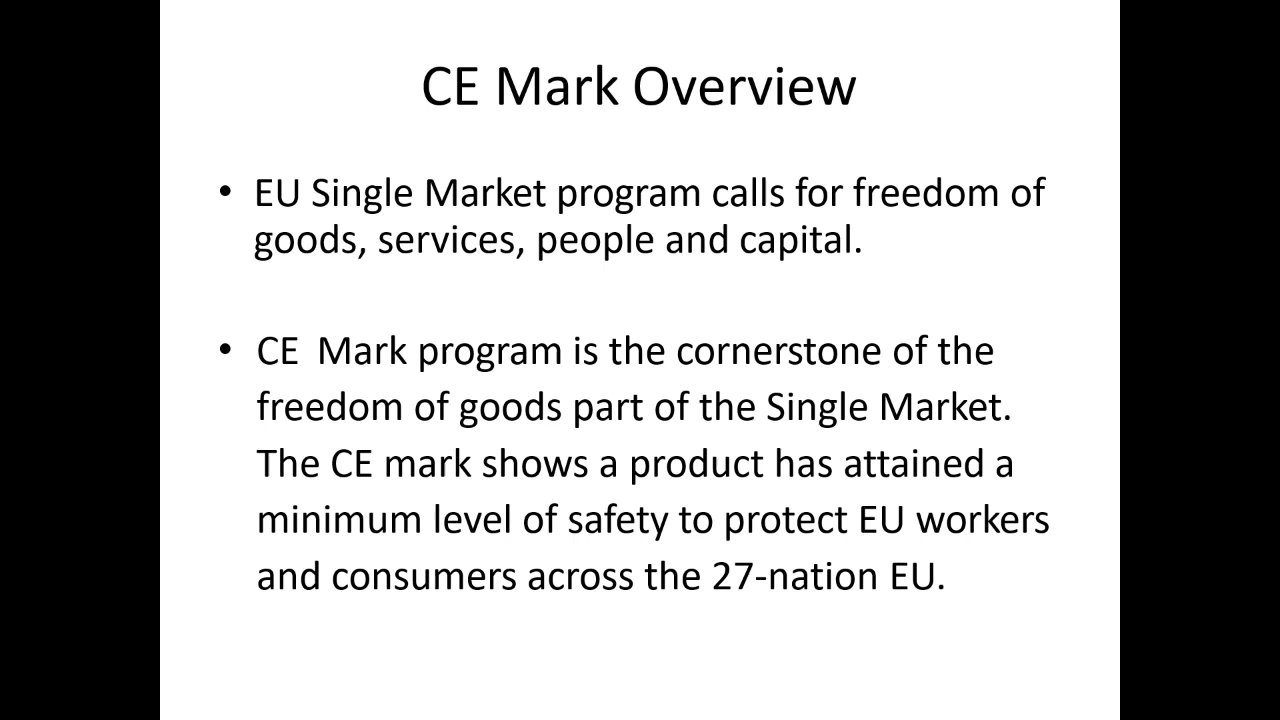 CE Mark Overview
• EU Single Market program calls for freedom of
goods, services, people and capital.
• CE  Mark program is the cornerstone of the
freedom of goods part of the Single Market.
The CE mark shows a product has attained a
minimum level of safety to protect EU workers
and consumers across the 27-nation EU.